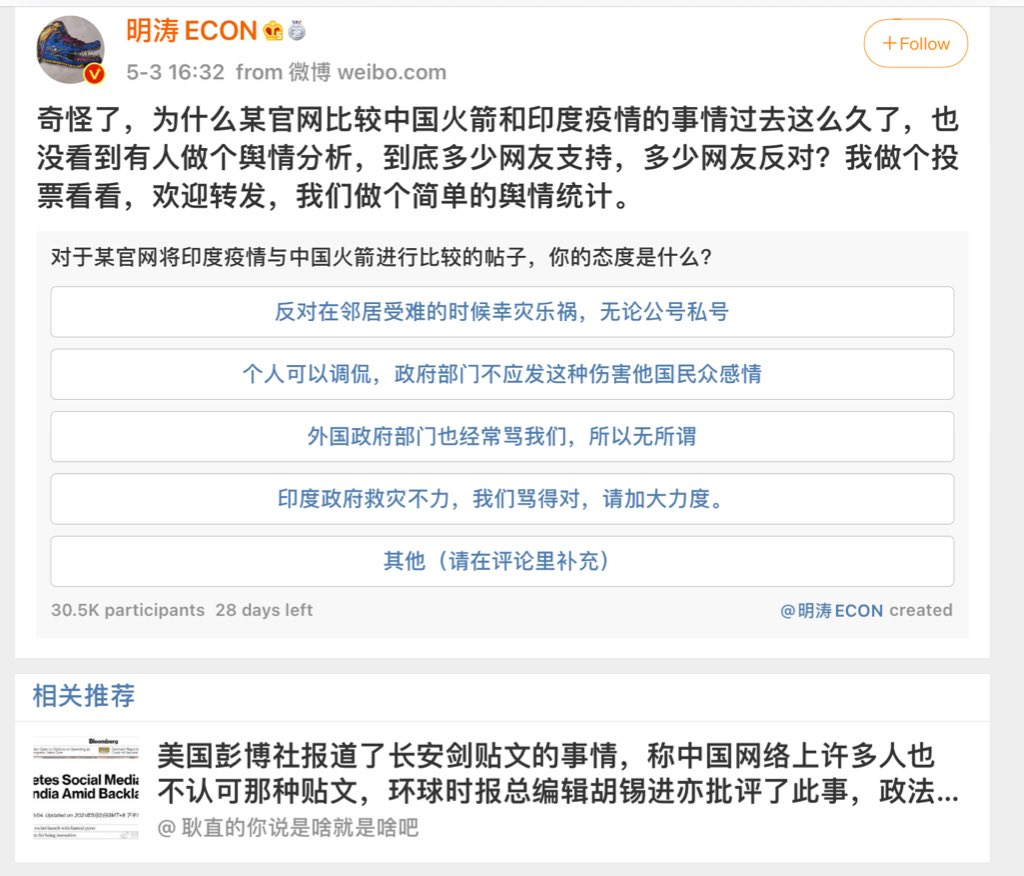 明涛 ECON
+Follow
5-3 16:32 from 微博 weibo.com
奇怪了，为什么某官网比较中国火箭和印度疫情的事情过去这么久了，也
没看到有人做个舆情分析，到底多少网友支持，多少网友反对？我做个投
票看看，欢迎转发，我们做个简单的舆情统计。
对于某官网将印度疫情与中国火箭进行比较的帖子，你的态度是什么？
反对在邻居受难的时候幸灾乐祸，无论公号私号
个人可以调侃，政府部门不应发这种伤害他国民众感情
外国政府部门也经常骂我们，所以无所谓
印度政府救灾不力，我们骂得对，请加大力度。
其他（请在评论里补充）
30.5K participants 28 days left
@明涛ECON created
相关推荐
Bloomberg
etes Social Media
ndia Amid Backla
美国彭博社报道了长安剑贴文的事情，称中国网络上许多人也
不认可那种贴文，环球时报总编辑胡锡进亦批评了此事，政法...
@ 耿直的你说是啥就是啥吧